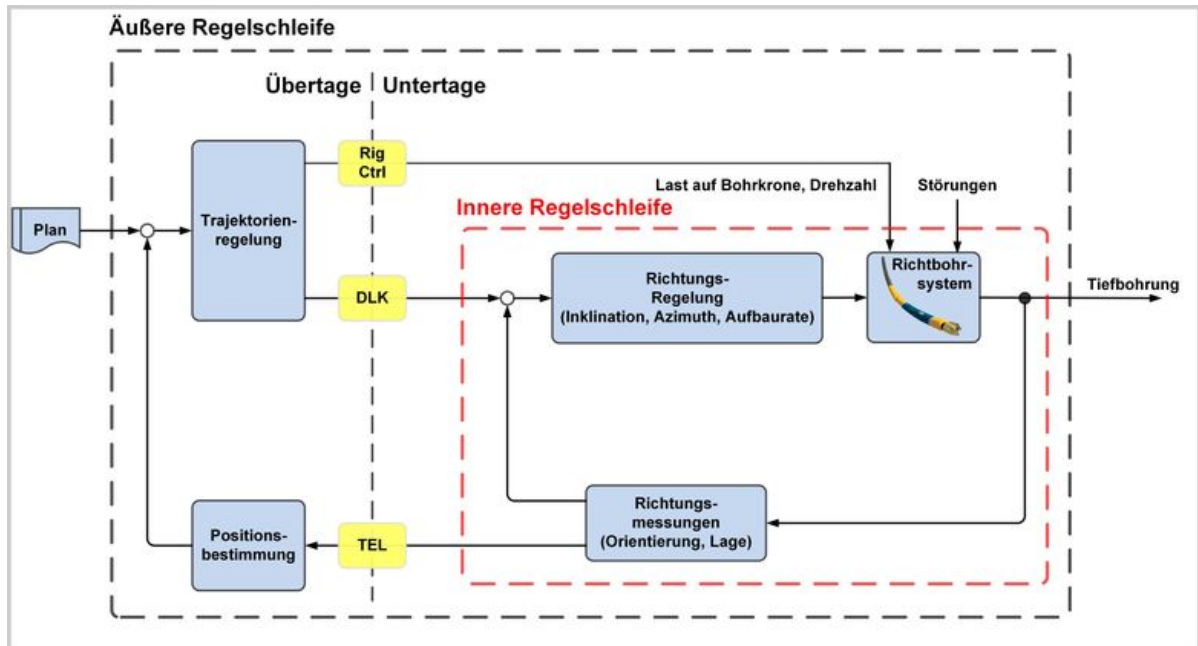 Äußere Regelschleife
Übertage
Untertage
Rig
Ctrl
Last auf Bohrkrone, Drehzahl
Störungen
Innere Regelschleife
Plan
Trajektorien-
regelung
DLK
Richtungs-
Regelung
(Inklination, Azimuth, Aufbaurate)
Richtbohr-
system
Tiefbohrung
Positions-
bestimmung
TEL
Richtungs-
messungen
(Orientierung, Lage)